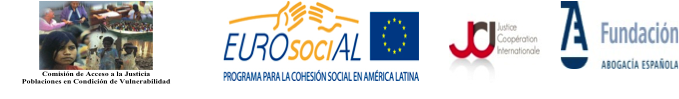 Comisión de Acceso a la Justicia
Poblaciones en Condición de Vulnerabilidad
EUROsociAL
PROGRAMA PARA LA COHESIÓN SOCIAL EN AMÉRICA LATINA
JCI
Justice
Coopération
Internationale
Fundación
ABOGACÍA ESPAÑOLA